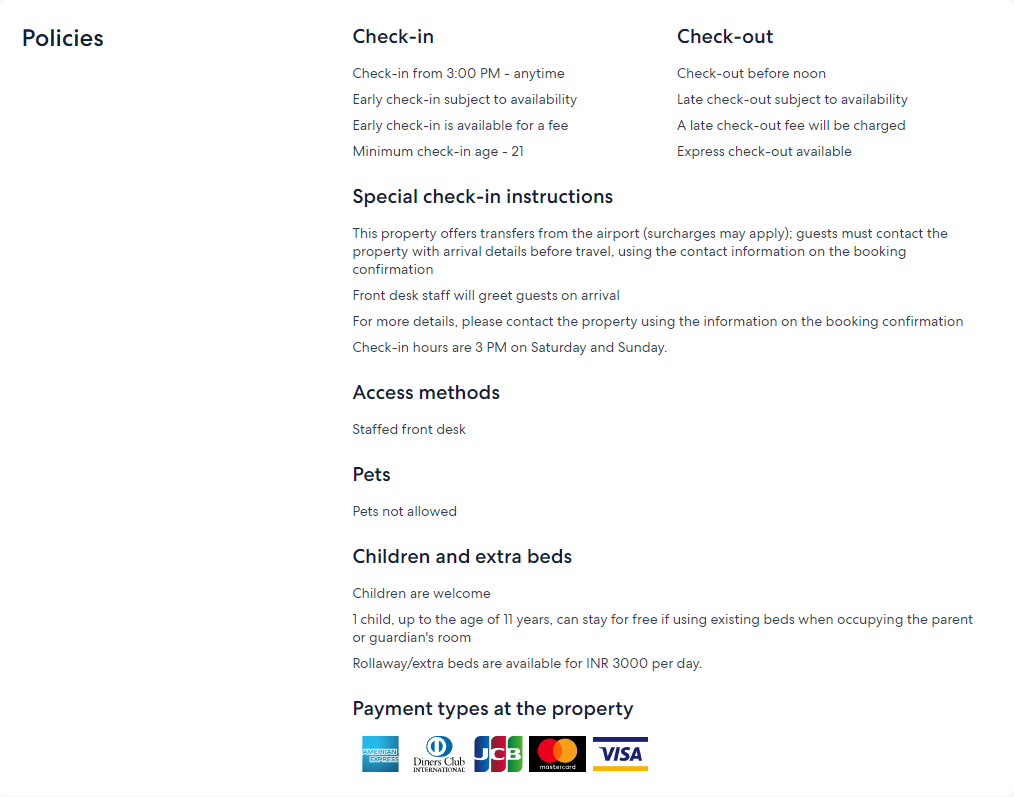 Policies
Check-in
Check-in from 3:00 PM - anytime
Early check-in subject to availability
Early check-in is available for a fee
Minimum check-in age - 21
Check-out
Check-out before noon
Late check-out subject to availability
A late check-out fee will be charged
Express check-out available
Special check-in instructions
This property offers transfers from the airport (surcharges may apply); guests must contact the
property with arrival details before travel, using the contact information on the booking
confirmation
Front desk staff will greet guests on arrival
For more details, please contact the property using the information on the booking confirmation
Check-in hours are 3 PM on Saturday and Sunday.
Access methods
Staffed front desk
Pets
Pets not allowed
Children and extra beds
Children are welcome
1 child, up to the age of 11 years, can stay for free if using existing beds when occupying the parent
or guardian's room
Rollaway/extra beds are available for INR 3000 per day.
Payment types at the property
AMERICAN
EXPRESS
Diners Club
INTERNATIONAL
JCB
mastercard
VISA